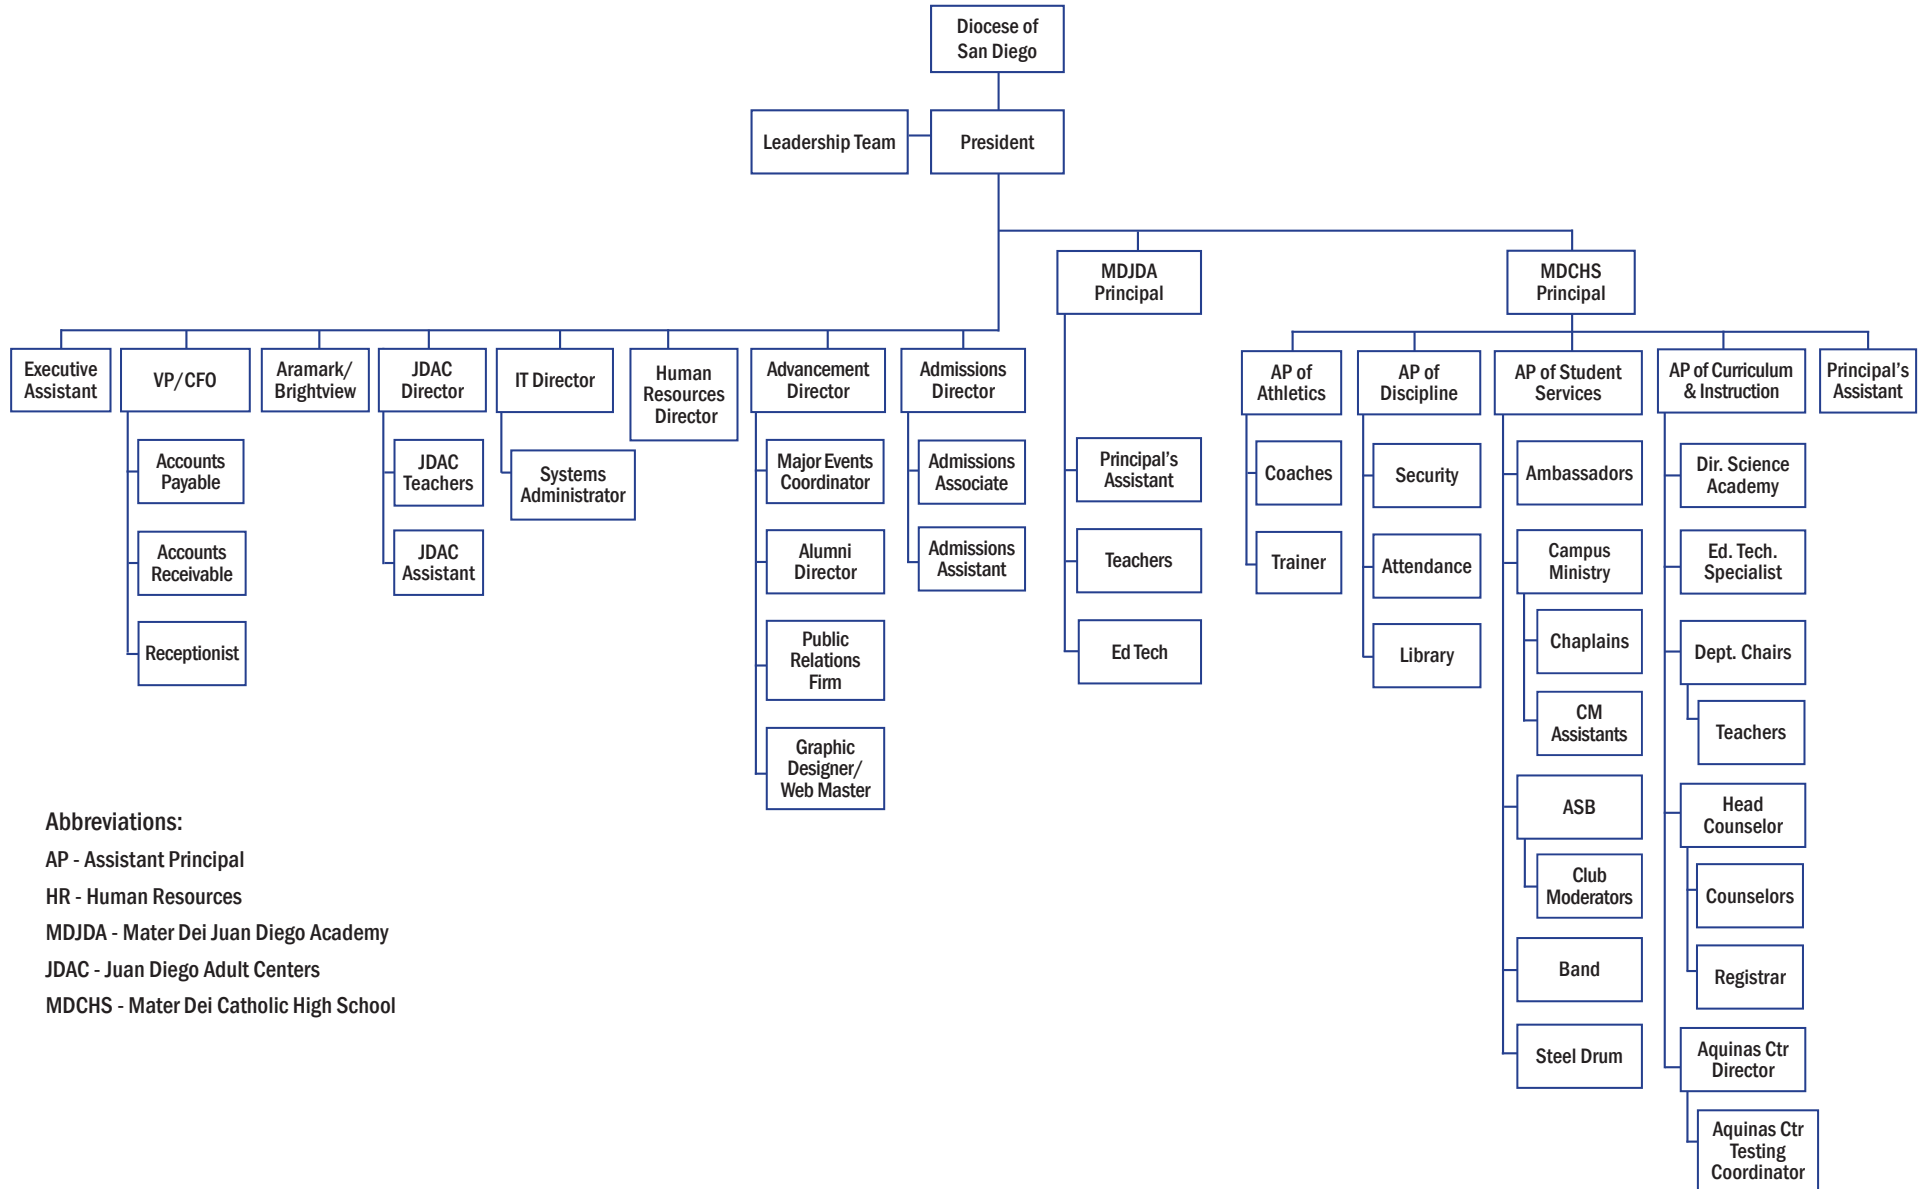 Diocese of
San Diego
Leadership Team
President
MDJDA
Principal
MDCHS
Principal
Executive
Assistant
VP/CFO
Aramark/
Brightview
JDAC
Director
IT Director
Human
Resources
Director
Advancement
Director
Admissions
Director
AP of
Athletics
AP of
Discipline
AP of Student
Services
AP of Curriculum
& Instruction
Principal's
Assistant
Accounts
Payable
Accounts
Receivable
Receptionist
JDAC
Teachers
JDAC
Assistant
Systems
Administrator
Major Events
Coordinator
Alumni
Director
Public
Relations
Firm
Graphic
Designer/
Web Master
Admissions
Associate
Admissions
Assistant
Principal's
Assistant
Teachers
Ed Tech
Coaches
Trainer
Security
Attendance
Library
Ambassadors
Campus
Ministry
Chaplains
CM
Assistants
ASB
Club
Moderators
Band
Steel Drum
Dir. Science
Academy
Ed. Tech.
Specialist
Dept. Chairs
Teachers
Head
Counselor
Counselors
Registrar
Aquinas Ctr
Director
Aquinas Ctr
Testing
Coordinator
Abbreviations:
AP - Assistant Principal
HR - Human Resources
MDJDA - Mater Dei Juan Diego Academy
JDAC - Juan Diego Adult Centers
MDCHS - Mater Dei Catholic High School